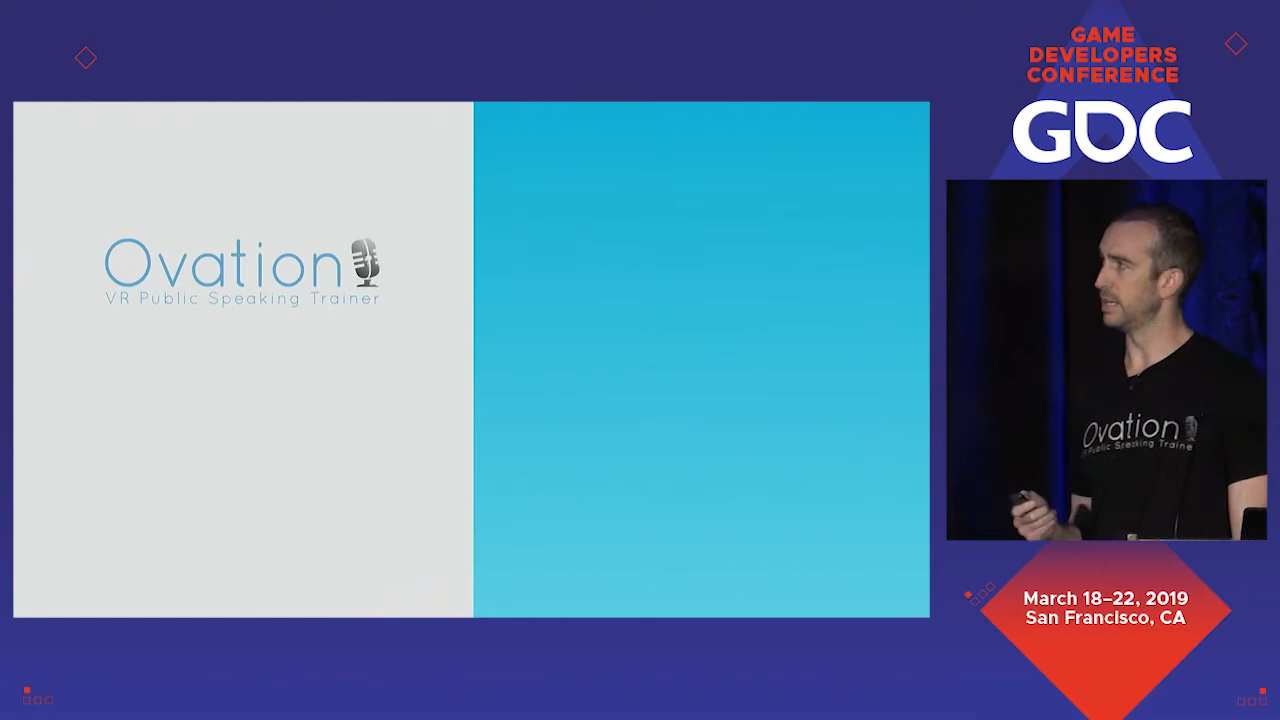 Ovation
VR Public Speaking Trainer
GAME
DEVELOPERS
CONFERENCE
GDC
Ovation
VR Public Speaking Traine
March 18–22, 2019
San Francisco, CA